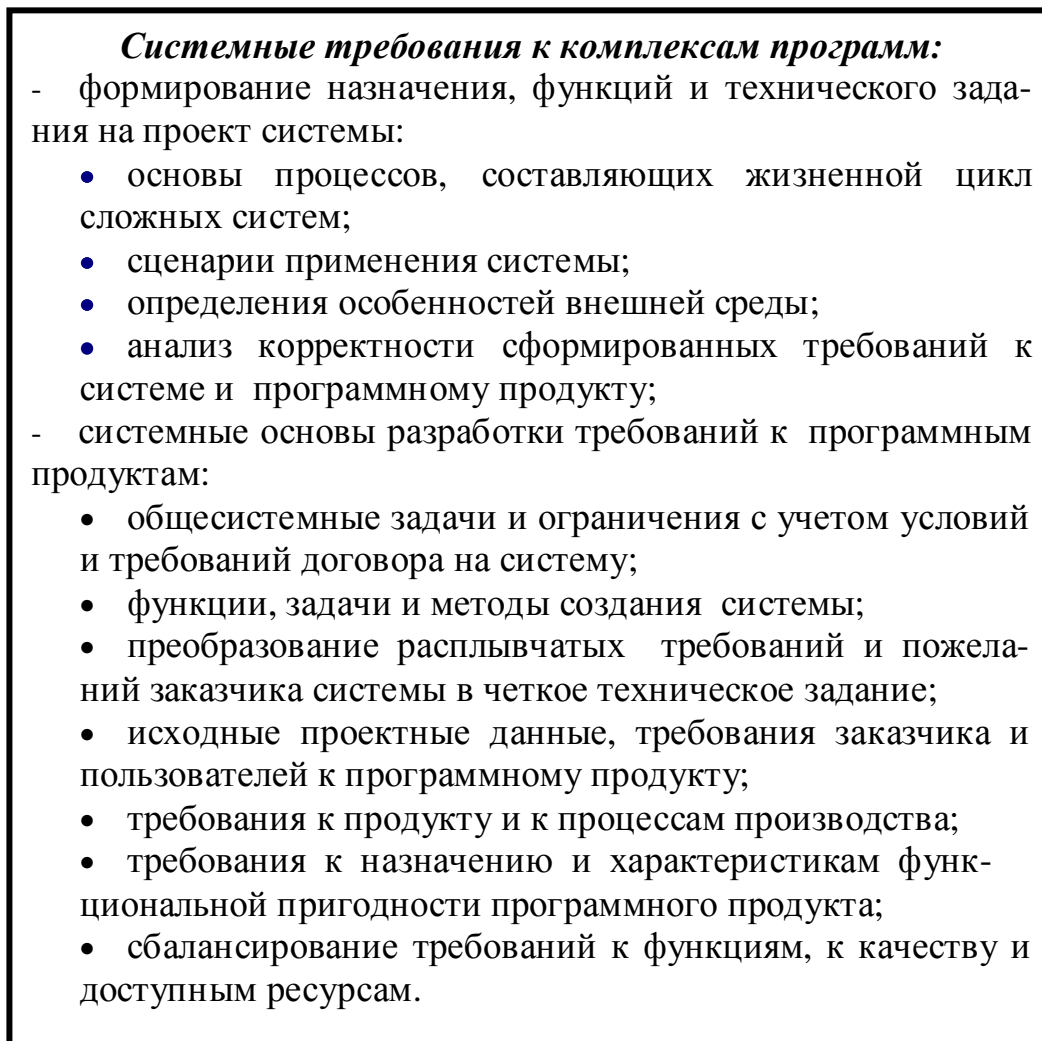 Системные требования к комплексам программ:
- формирование назначения, функций и технического зада-
ния на проект системы:
• основы процессов, составляющих жизненной цикл
сложных систем;
• сценарии применения системы;
• определения особенностей внешней среды;
• анализ корректности сформированных требований к
системе и программному продукту;
- системные основы разработки требований к программным
продуктам:
• общесистемные задачи и ограничения с учетом условий
и требований договора на систему;
• функции, задачи и методы создания системы;
• преобразование расплывчатых требований и пожела-
ний заказчика системы в четкое техническое задание;
• исходные проектные данные, требования заказчика и
пользователей к программному продукту;
• требования к продукту и к процессам производства;
• требования к назначению и характеристикам функ-
циональной пригодности программного продукта;
• сбалансирование требований к функциям, к качеству и
доступным ресурсам.